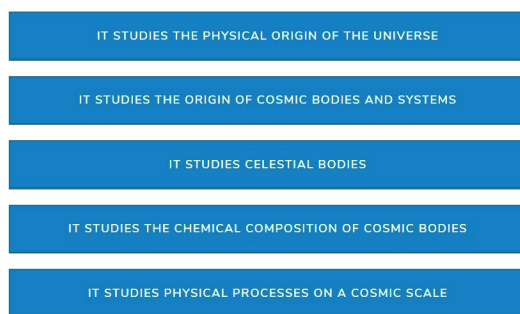 IT STUDIES THE PHYSICAL ORIGIN OF THE UNIVERSE
IT STUDIES THE ORIGIN OF COSMIC BODIES AND SYSTEMS
IT STUDIES CELESTIAL BODIES
IT STUDIES THE CHEMICAL COMPOSITION OF COSMIC BODIES
IT STUDIES PHYSICAL PROCESSES ON A COSMIC SCALE